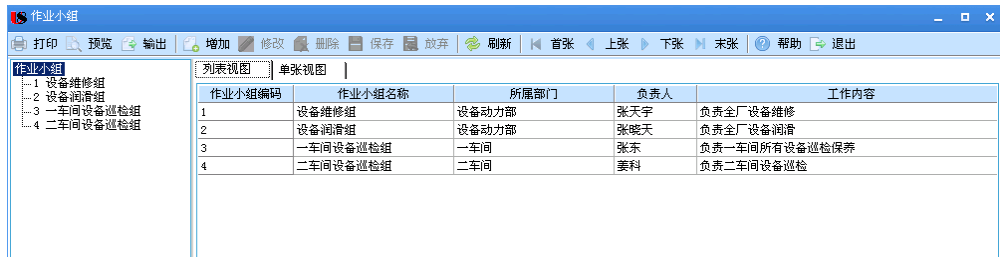 作业小组
打印 预览 输出 增加 修改 删除 保存 放弃 刷新 首张 上张 下张 末张 帮助 退出
作业小组
1 设备维修组
2 设备润滑组
3 一车间设备巡检组
4 二车间设备巡检组
列表视图 单张视图
作业小组编码 作业小组名称 所属部门 负责人 工作内容
1 设备维修组 设备动力部 张天宇 负责全厂设备维修
2 设备润滑组 设备动力部 张晓天 负责全厂设备润滑
3 一车间设备巡检组 一车间 张东 负责一车间所有设备巡检保养
4 二车间设备巡检组 二车间 姜科 负责二车间设备巡检